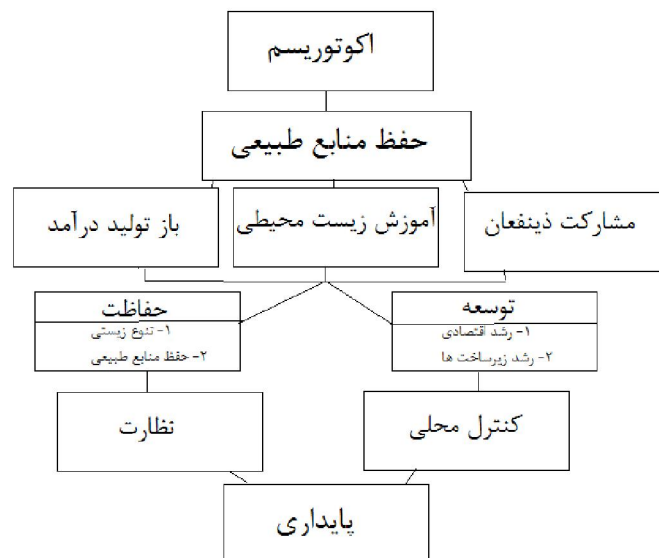 اکوتوریسم
حفظ منابع طبیعی
مشارکت ذینفعان
آموزش زیست محیطی
باز تولید درآمد
توسعه
۱- رشد اقتصادی
۲- رشد زیرساخت ها
حفاظت
۱- تنوع زیستی
۲- حفظ منابع طبیعی
کنترل محلی
نظارت
پایداری